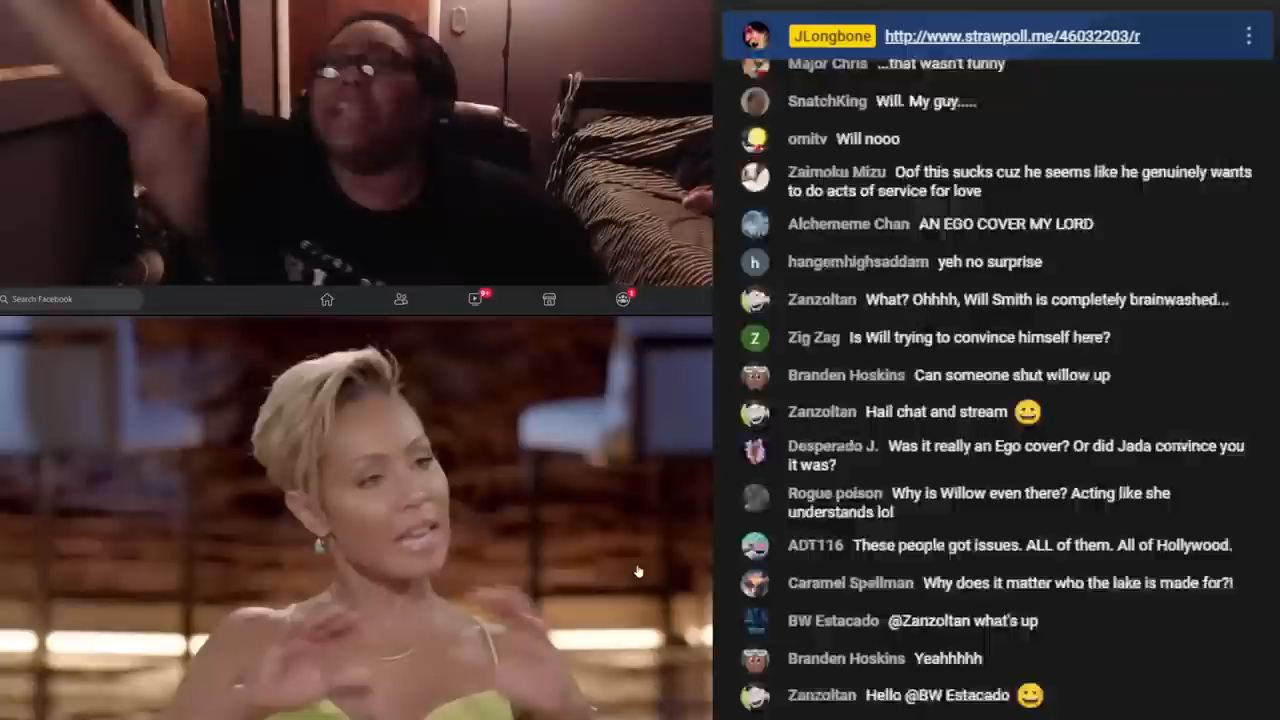 Search Facebook
9+
1
JLongbone http://www.strawpoll.me/46032203/r
Major Chris ...that wasn't funny
SnatchKing Will. My guy.....
omitv Will nooo
Zaimoku Mizu Oof this sucks cuz he seems like he genuinely wants
to do acts of service for love
Alchememe Chan AN EGO COVER MY LORD
h hangemhighsaddam yeh no surprise
Zanzoltan What? Ohhhh, Will Smith is completely brainwashed...
Z Zig Zag Is Will trying to convince himself here?
Branden Hoskins Can someone shut willow up
Zanzoltan Hail chat and stream 😀
Desperado J. Was it really an Ego cover? Or did Jada convince you
it was?
Rogue poison Why is Willow even there? Acting like she
understands lol
ADT116 These people got issues. ALL of them. All of Hollywood.
Caramel Spellman Why does it matter who the lake is made for?!
BW Estacado @Zanzoltan what's up
Branden Hoskins Yeahhhhh
Zanzoltan Hello @BW Estacado 😀